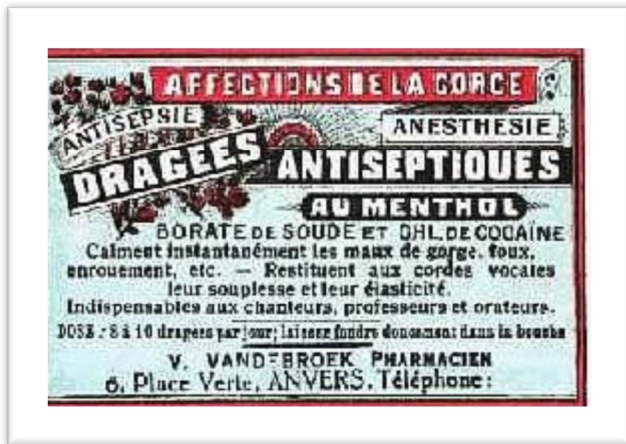 AFFECTIONS DE LA GORGE
ANTISEPSIE
ANESTHESIE
DRAGEES ANTISEPTIQUES
AU MENTHOL
BORATE DE SOUDE ET CHL. DE COCAÏNE
Calment instantanément les maux de gorge, toux,
enrouement, etc. — Restituent aux cordes vocales
leur souplesse et leur élasticité.
Indispensables aux chanteurs, professeurs et orateurs.
DOSE : 8 à 10 dragees par jour; laisser fondre doucement dans la bouche
V. VANDEBROEK PHARMACIEN
6, Place Verte, ANVERS. Téléphone: